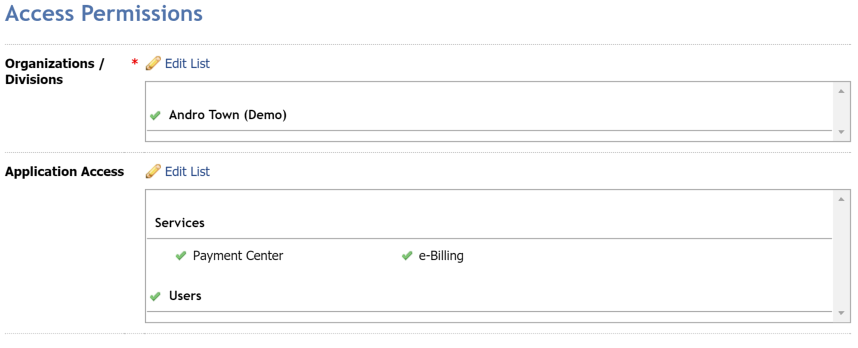 Access Permissions
Organizations / Divisions * Edit List
Andro Town (Demo)
Application Access Edit List
Services
Payment Center e-Billing
Users